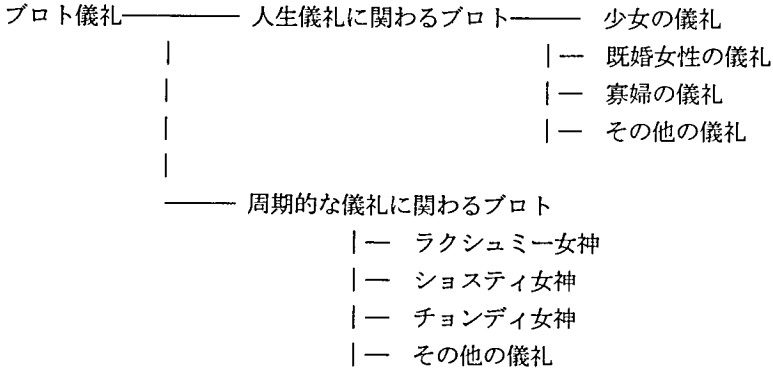 ブロト儀礼 人生儀礼に関わるブロト 少女の儀礼
既婚女性の儀礼
寡婦の儀礼
その他の儀礼
周期的な儀礼に関わるブロト
ラクシュミー女神
ショスティ女神
チョンディ女神
その他の儀礼